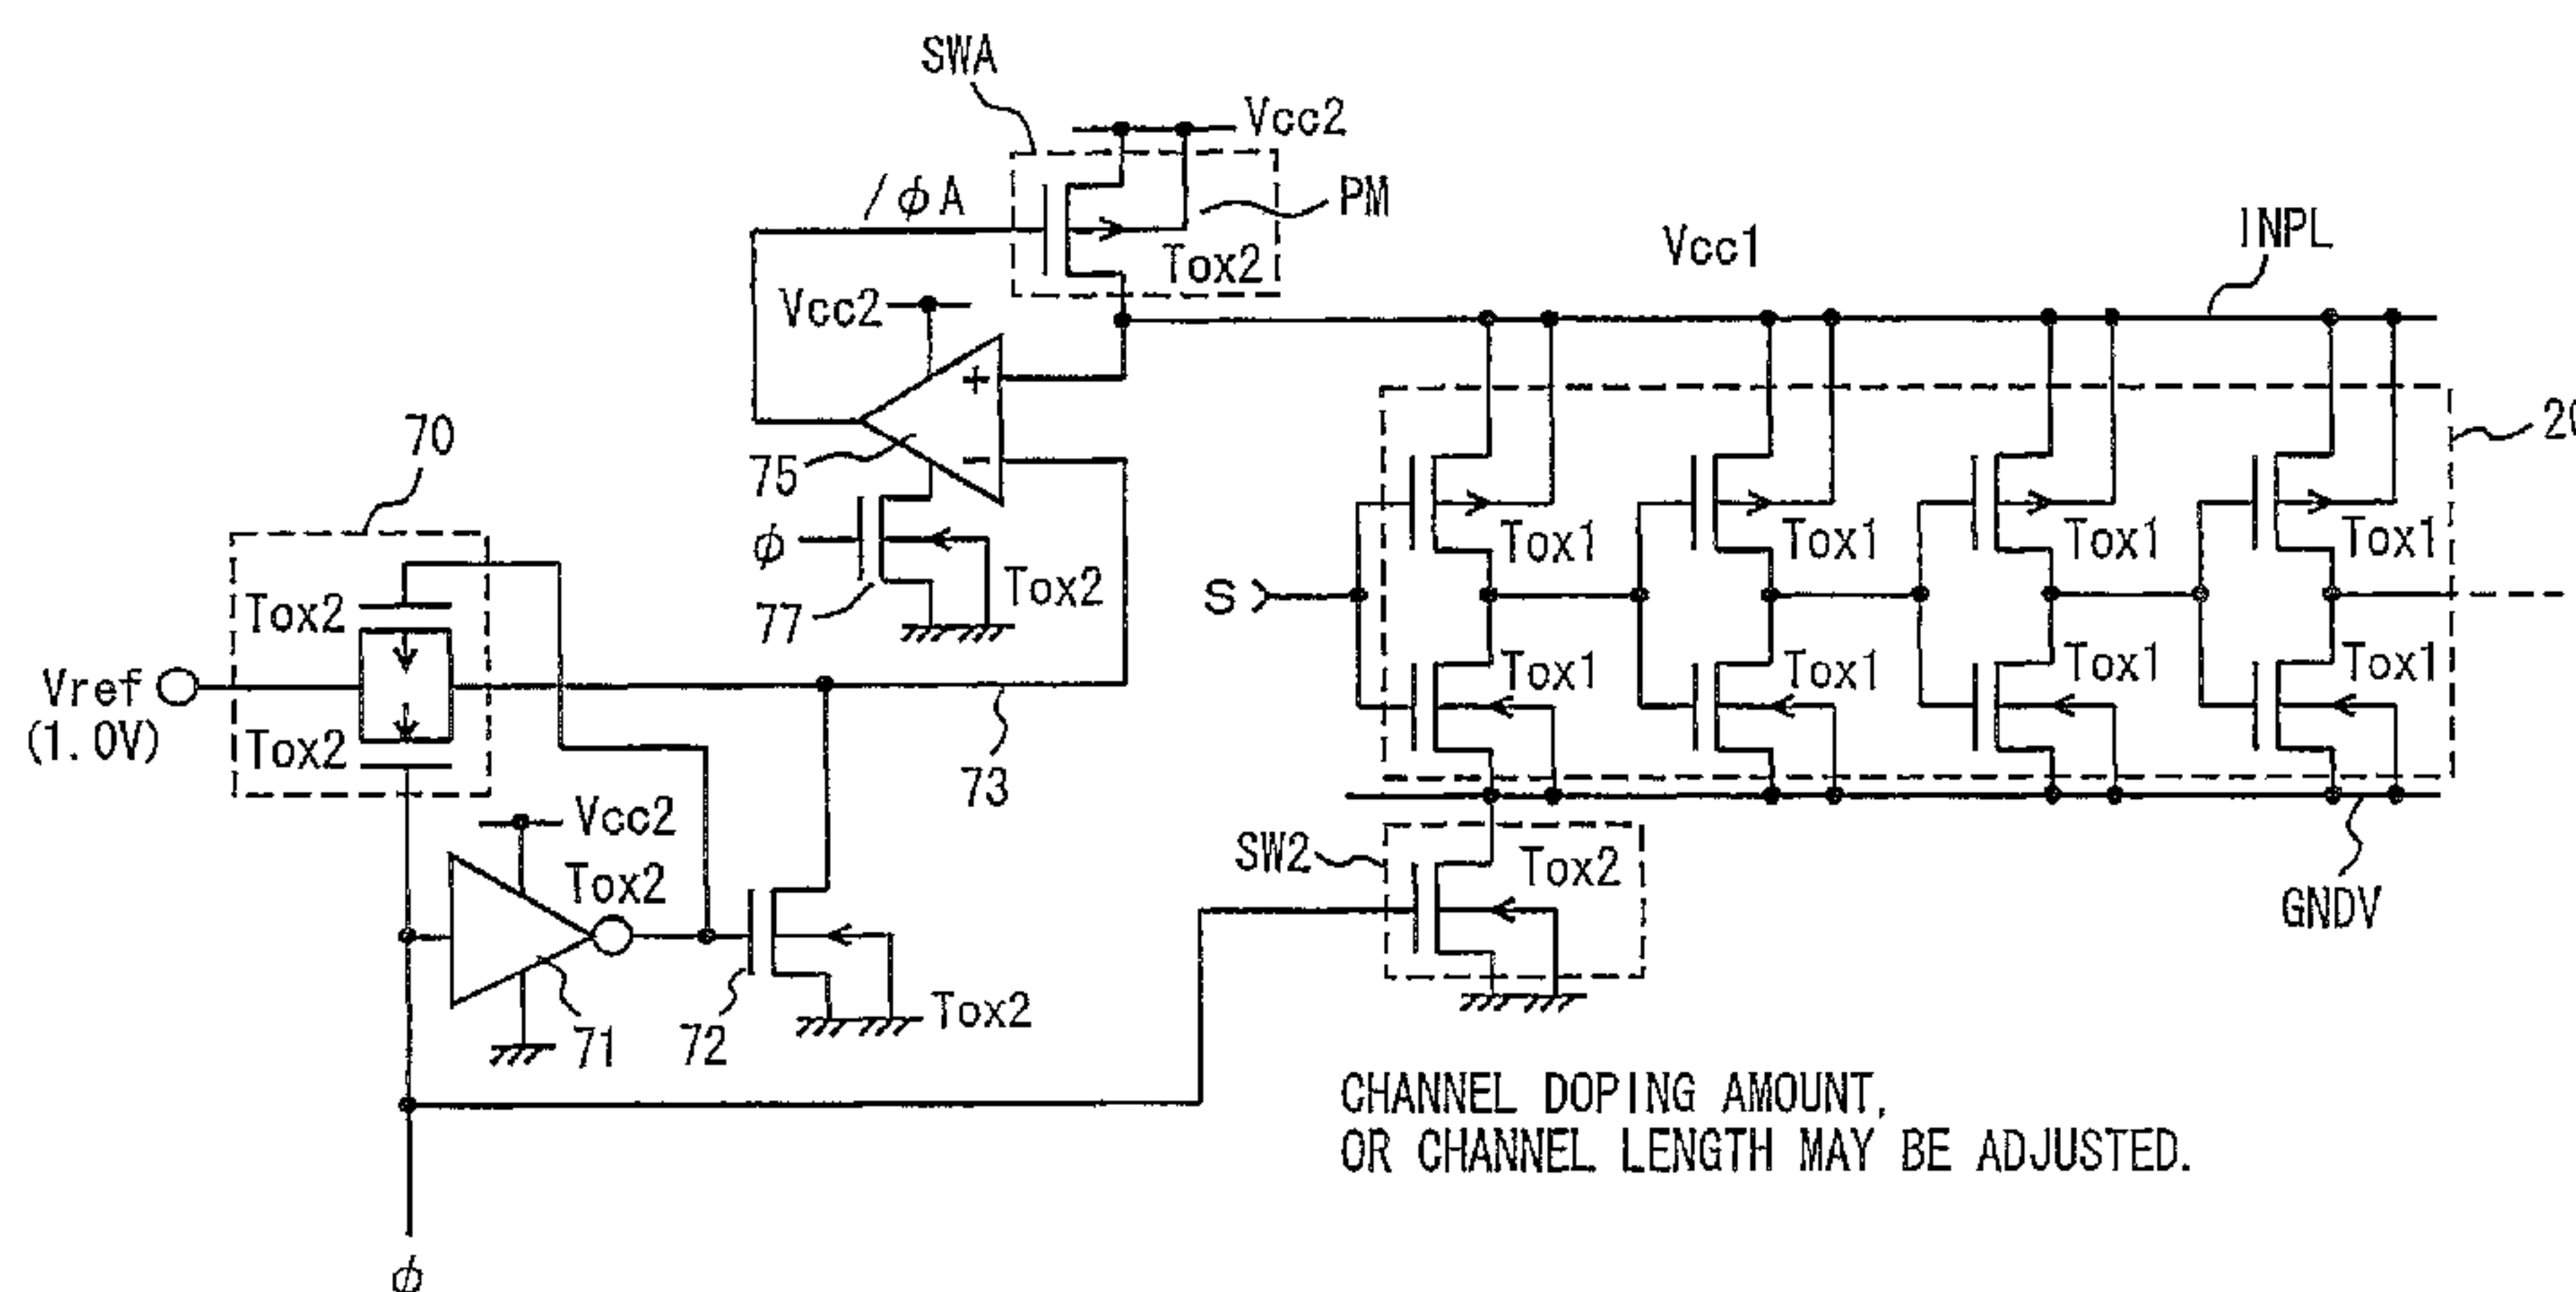 SWA
Vcc2
/φA
PM
Tox2
Vcc1
INPL
Vcc2
+
−
70
75
φ
77
Tox2
Tox2
Vref
(1.0V)
Tox2
73
S
Tox1
Tox1
Tox1
Tox1
Tox1
Tox1
Tox1
Tox1
Vcc2
Tox2
71
72
Tox2
SW2
Tox2
GNDV
CHANNEL DOPING AMOUNT,
OR CHANNEL LENGTH MAY BE ADJUSTED.
φ